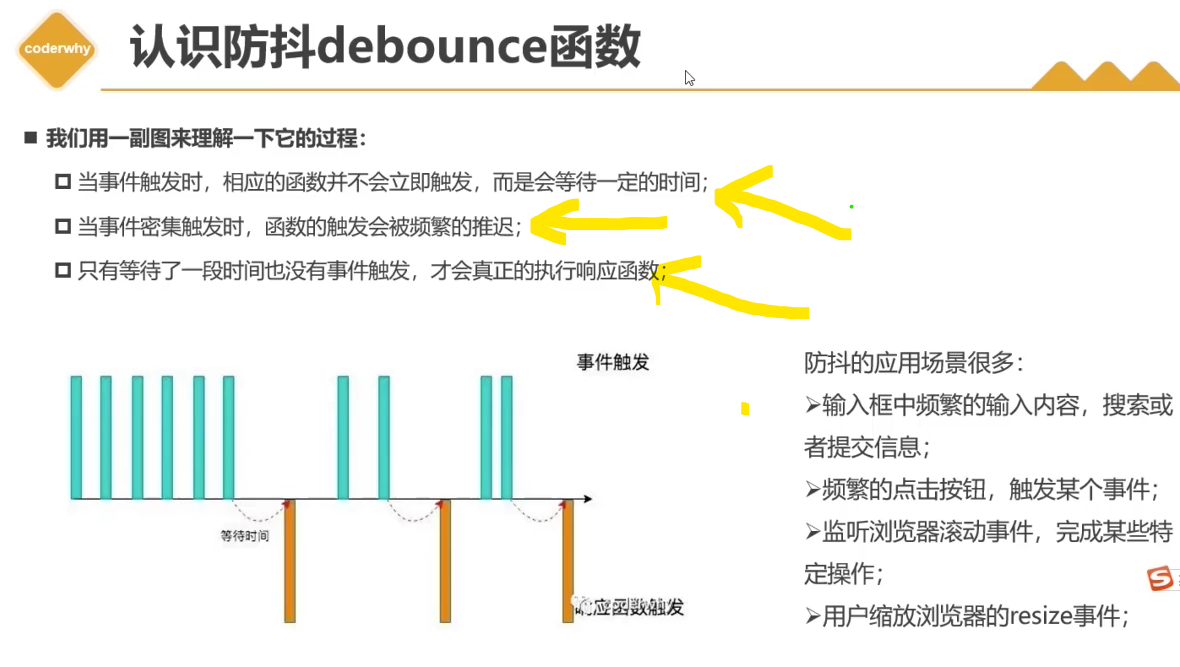 coderwhy
认识防抖debounce函数
我们用一副图来理解一下它的过程：
当事件触发时，相应的函数并不会立即触发，而是会等待一定的时间；
当事件密集触发时，函数的触发会被频繁的推迟；
只有等待了一段时间也没有事件触发，才会真正的执行响应函数；
事件触发
等待时间
响应函数触发
防抖的应用场景很多：
➢输入框中频繁的输入内容，搜索或
者提交信息；
➢频繁的点击按钮，触发某个事件；
➢监听浏览器滚动事件，完成某些特
定操作；
➢用户缩放浏览器的resize事件；